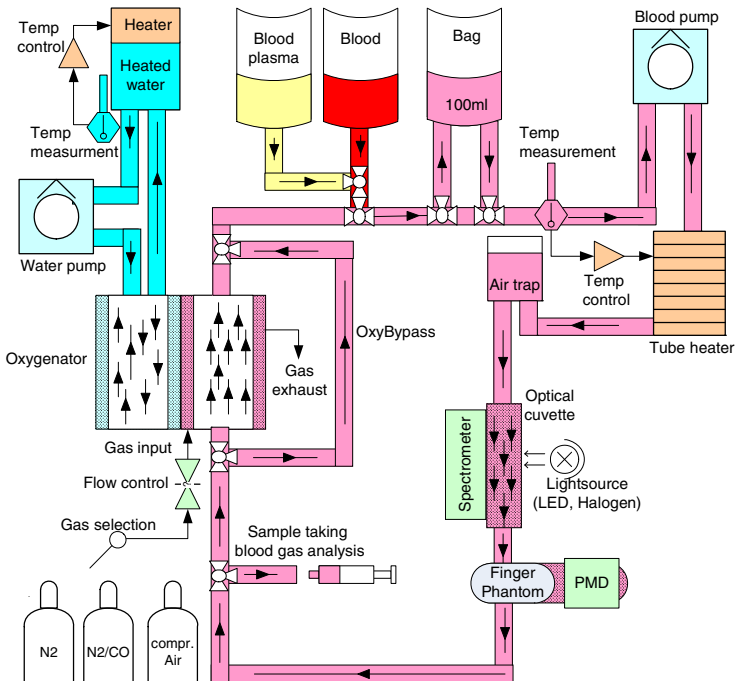 Temp
control
Heater
Heated
water
Temp
measurment
Water pump
Blood
plasma
Blood
Bag
100ml
Temp
measurement
Blood pump
Temp
control
Tube heater
Air trap
Oxygenator
OxyBypass
Gas
exhaust
Gas input
Flow control
Gas selection
Optical
cuvette
Spectrometer
Lightsource
(LED, Halogen)
Sample taking
blood gas analysis
Finger
Phantom
PMD
N2
N2/CO
compr.
Air